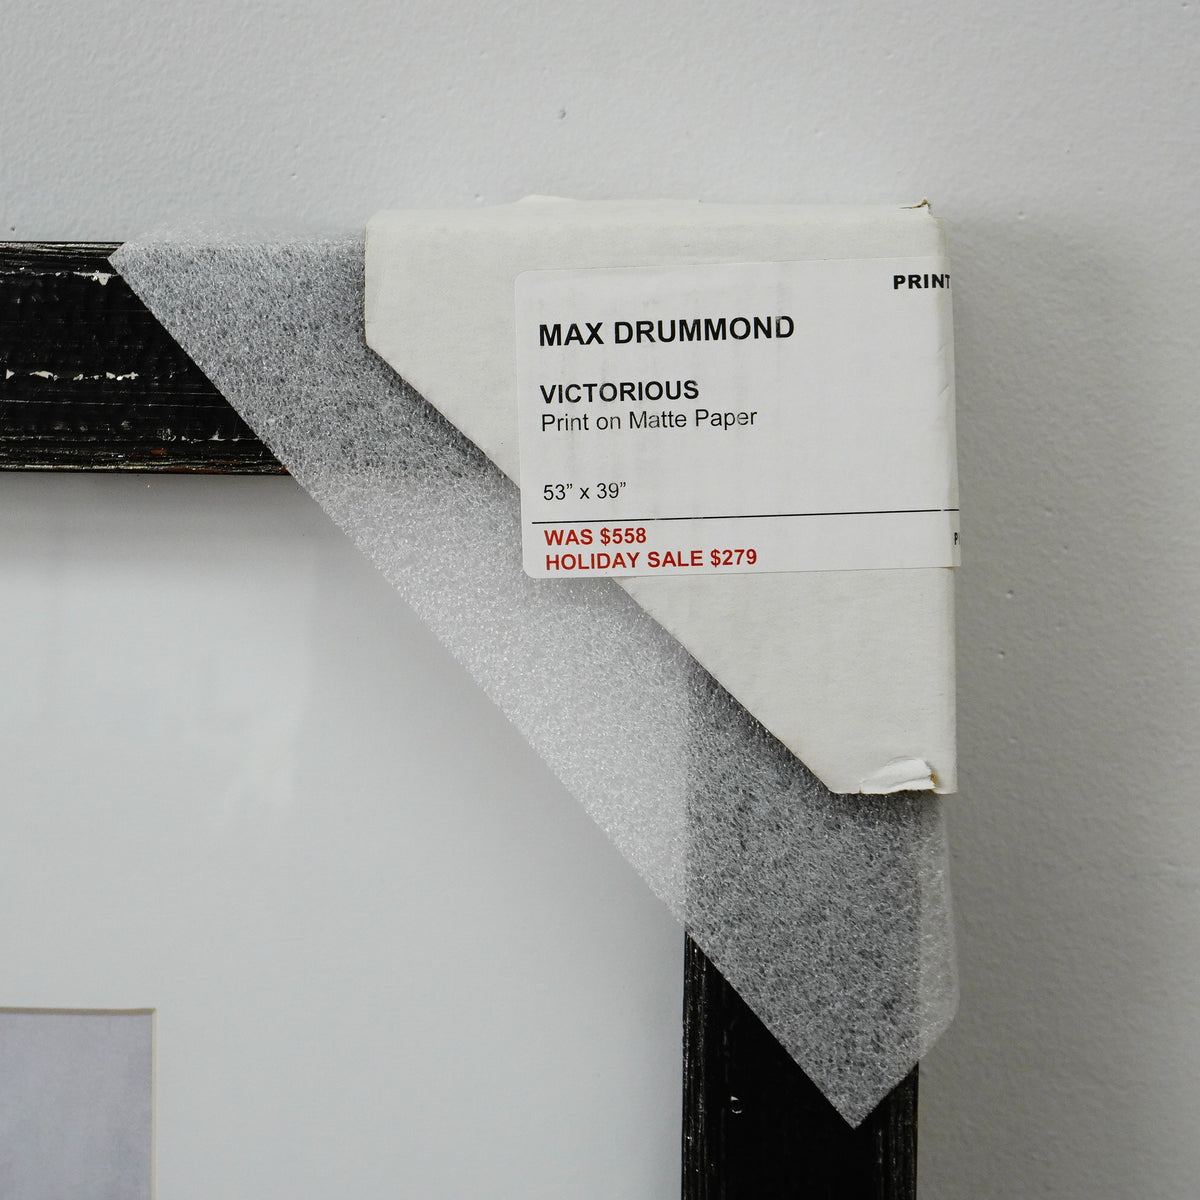 PRINT
MAX DRUMMOND
VICTORIOUS
Print on Matte Paper
53” x 39”
WAS $558
HOLIDAY SALE $279